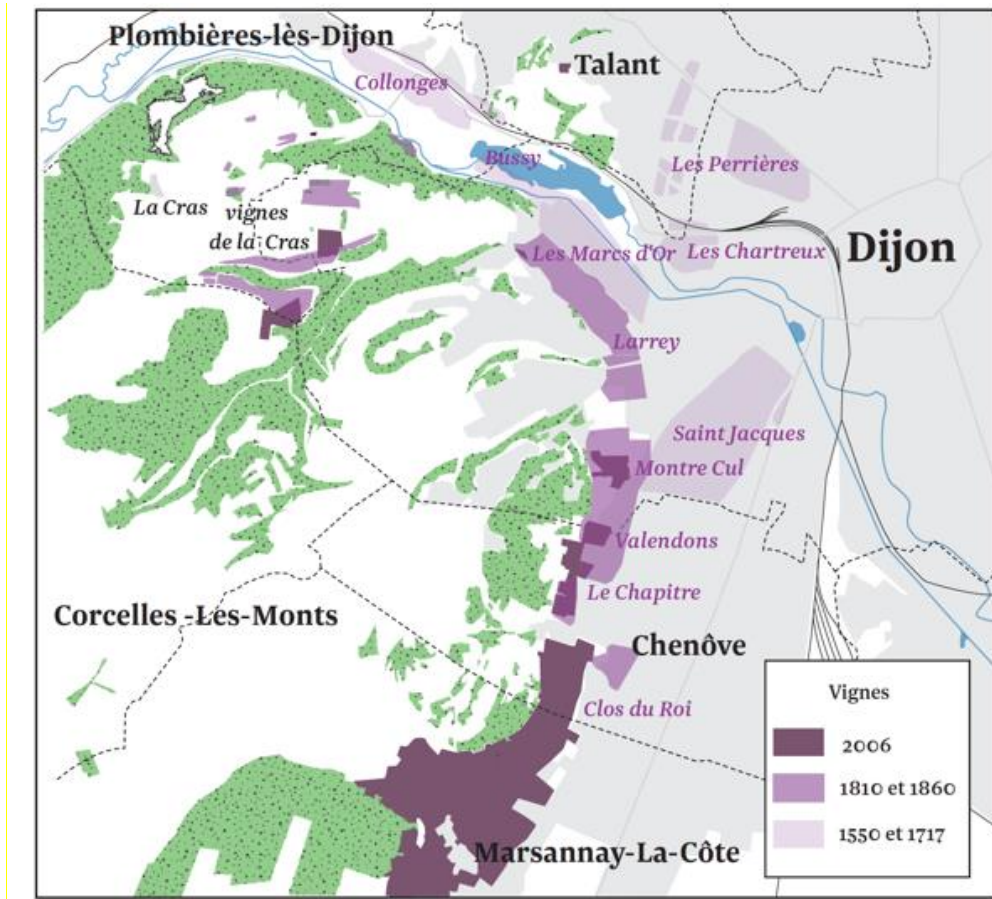 Plombières-lès-Dijon
Talant
Collonges
Bussy
Les Perrières
La Cras
vignes
de la Cras
Les Marcs d'Or
Les Chartreux
Dijon
Larrey
Saint Jacques
Montre Cul
Valendons
Le Chapitre
Corcelles -Les-Monts
Chenôve
Clos du Roi
Marsannay-La-Côte
Vignes
2006
1810 et 1860
1550 et 1717